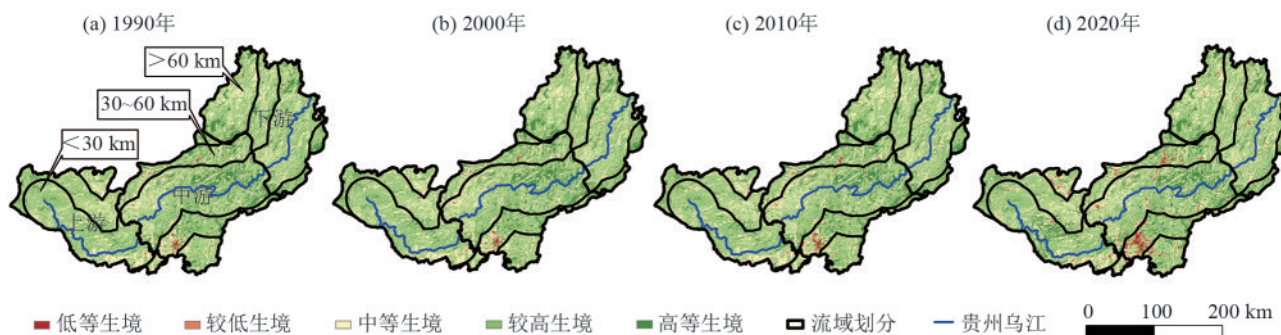 (a) 1990年
(b) 2000年
(c) 2010年
(d) 2020年
＞60 km
30~60 km
＜30 km
下游
中游
上游
低等生境
较低生境
中等生境
较高生境
高等生境
流域划分
贵州乌江
0 100 200 km